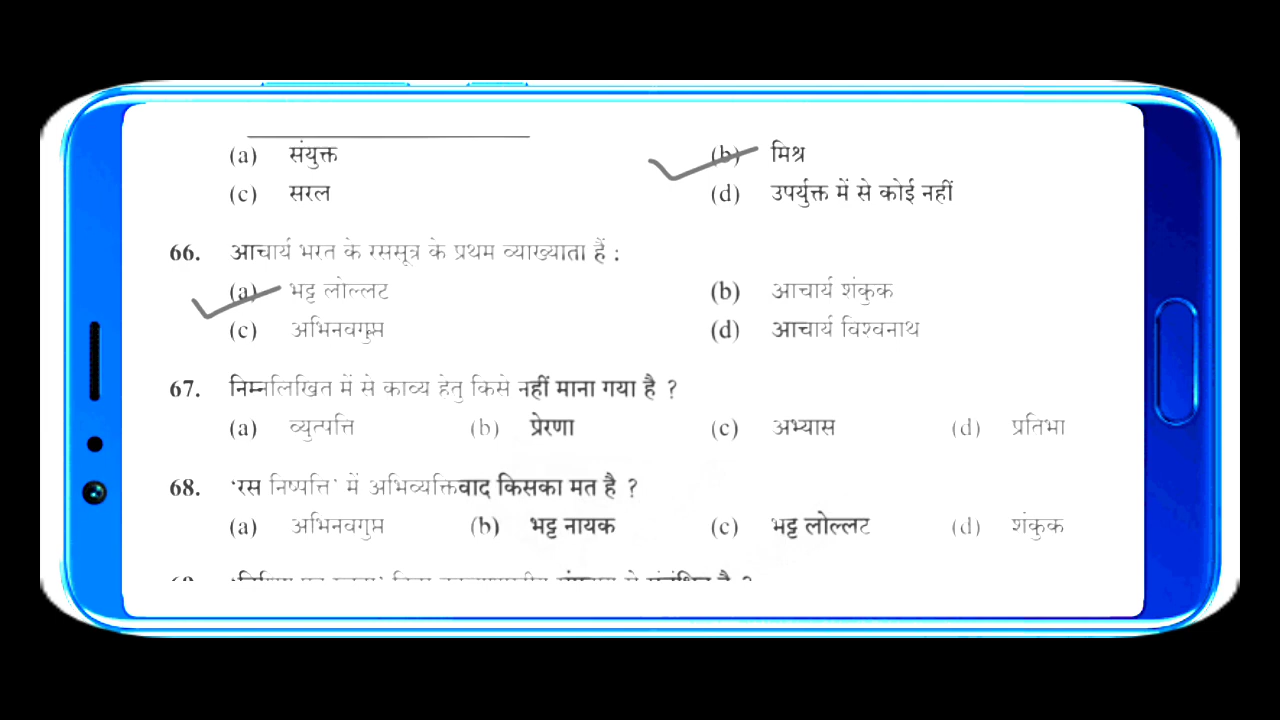 (a) संयुक्त (b) मिश्र
(c) सरल (d) उपर्युक्त में से कोई नहीं
66. आचार्य भरत के रससूत्र के प्रथम व्याख्याता हैं :
(a) भट्ट लोल्लट (b) आचार्य शंकुक
(c) अभिनवगुप्त (d) आचार्य विश्वनाथ
67. निम्नलिखित में से काव्य हेतु किसे नहीं माना गया है ?
(a) व्युत्पत्ति (b) प्रेरणा (c) अभ्यास (d) प्रतिभा
68. 'रस निष्पत्ति' में अभिव्यक्तिवाद किसका मत है ?
(a) अभिनवगुप्त (b) भट्ट नायक (c) भट्ट लोल्लट (d) शंकुक